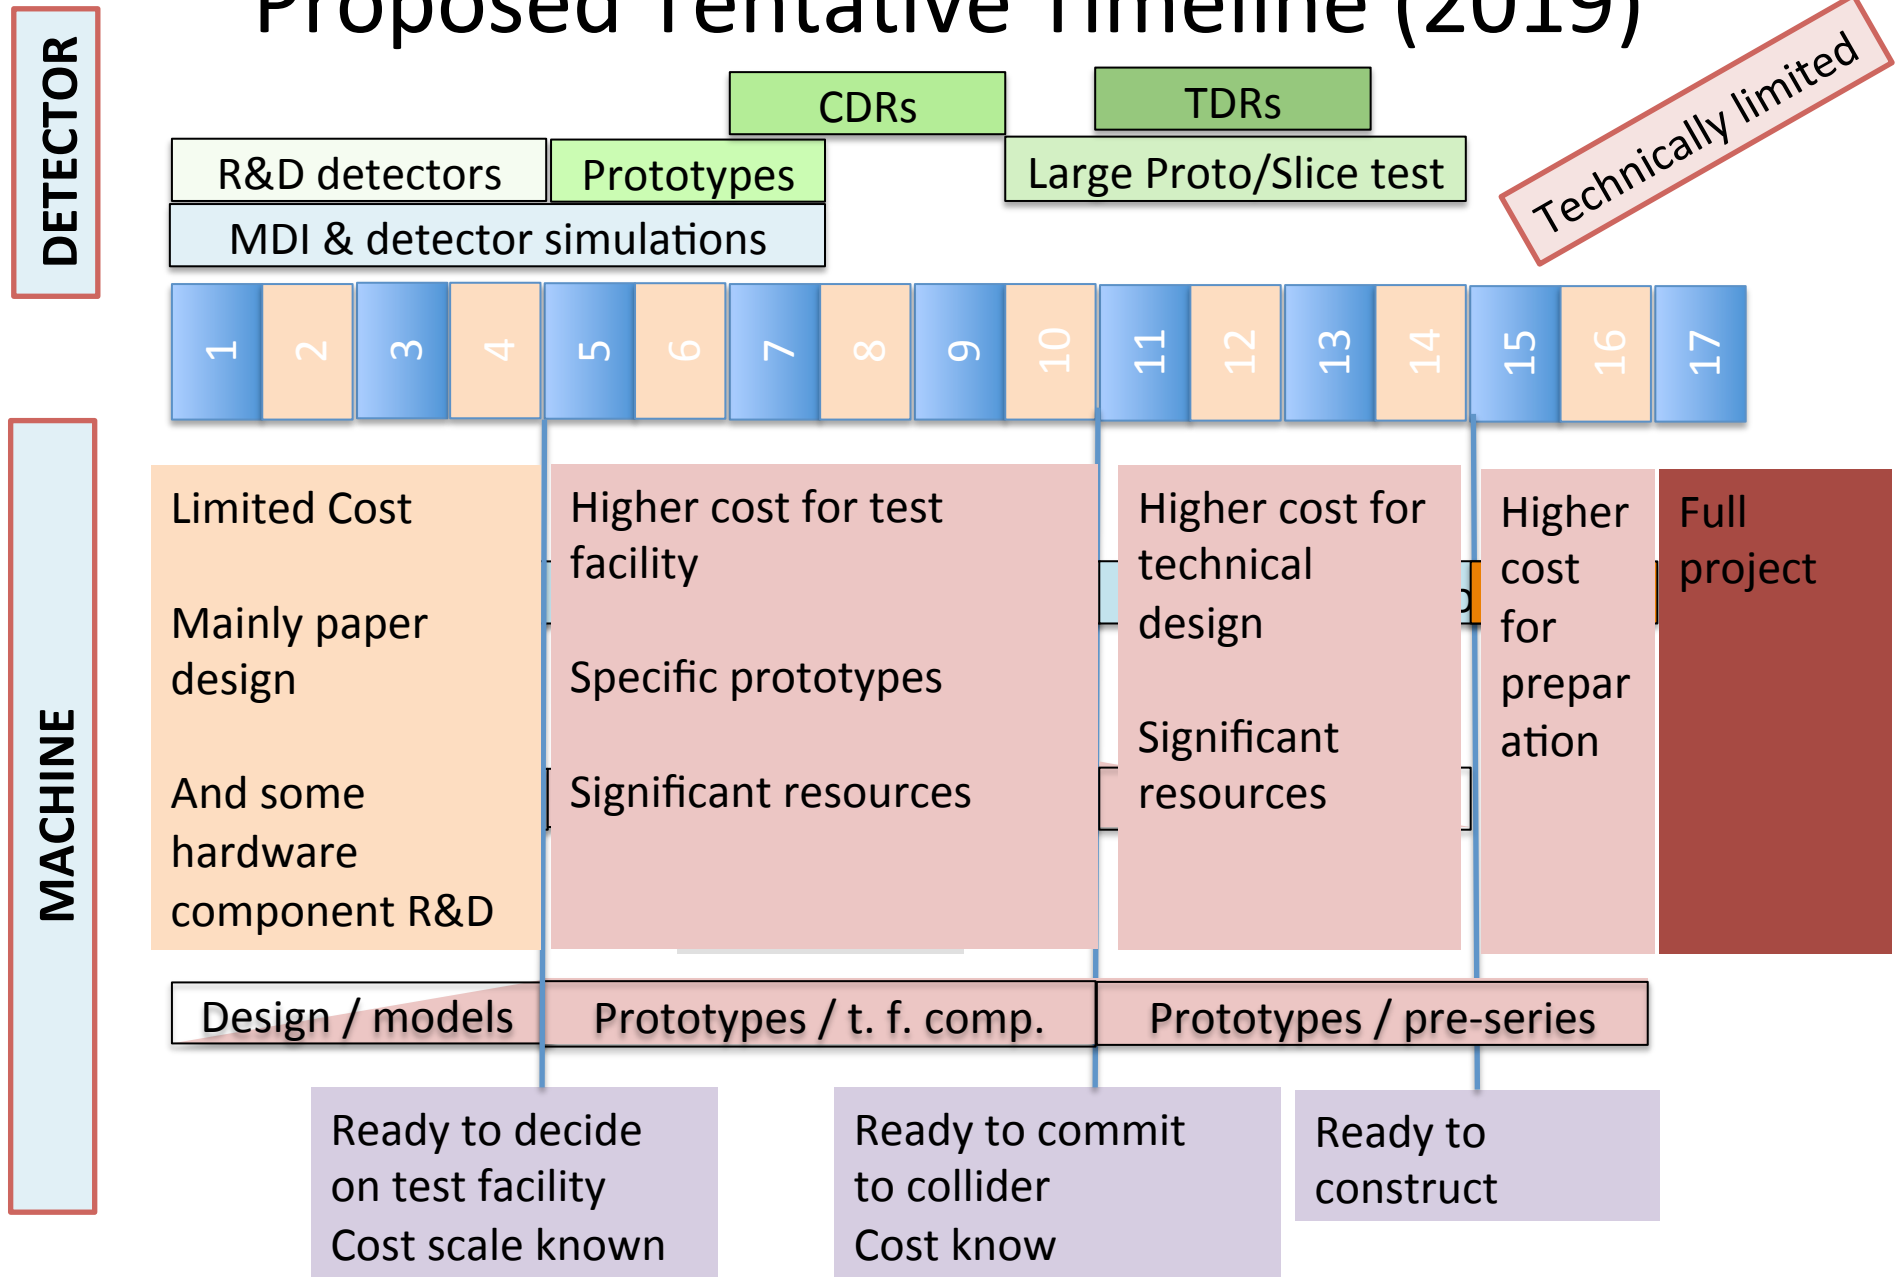 Proposed Tentative Timeline (2019)
DETECTOR
Technically limited
CDRs
TDRs
R&D detectors
Prototypes
Large Proto/Slice test
MDI & detector simulations
1 2 3 4 5 6 7 8 9 10 11 12 13 14 15 16 17
MACHINE
Limited Cost
Mainly paper
design
And some
hardware
component R&D
Higher cost for test
facility
Specific prototypes
Significant resources
Higher cost for
technical
design
Significant
resources
Higher
cost
for
prepar
ation
Full
project
Design / models
Prototypes / t. f. comp.
Prototypes / pre-series
Ready to decide
on test facility
Cost scale known
Ready to commit
to collider
Cost know
Ready to
construct